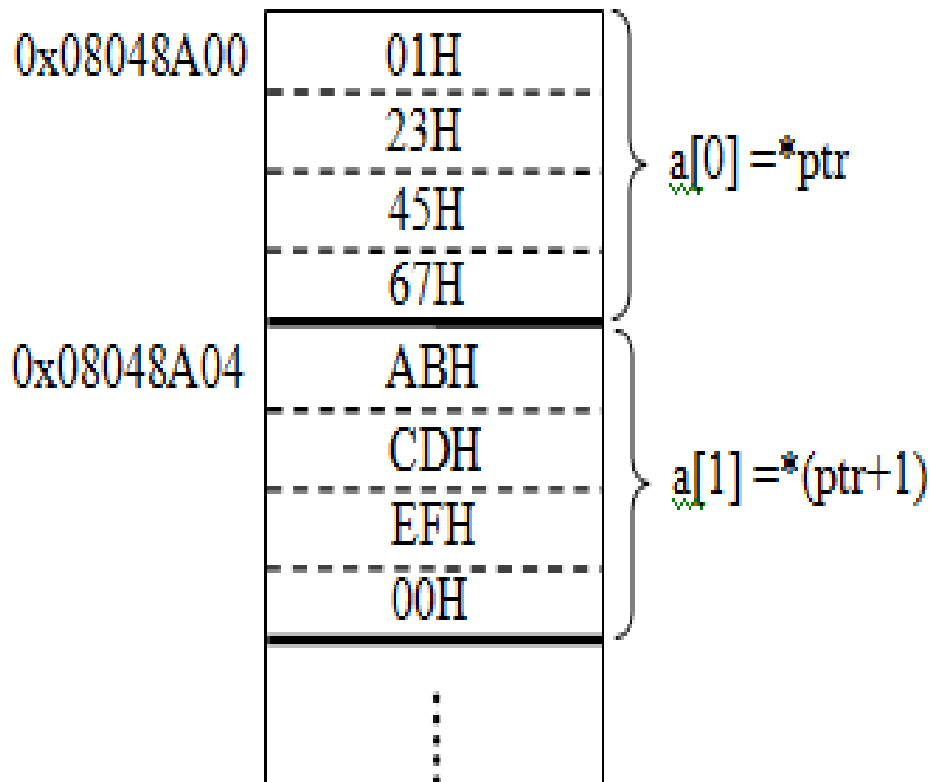 0x08048A00
01H
23H
45H
67H
a[0] =*ptr
0x08048A04
ABH
CDH
EFH
00H
a[1] =*(ptr+1)